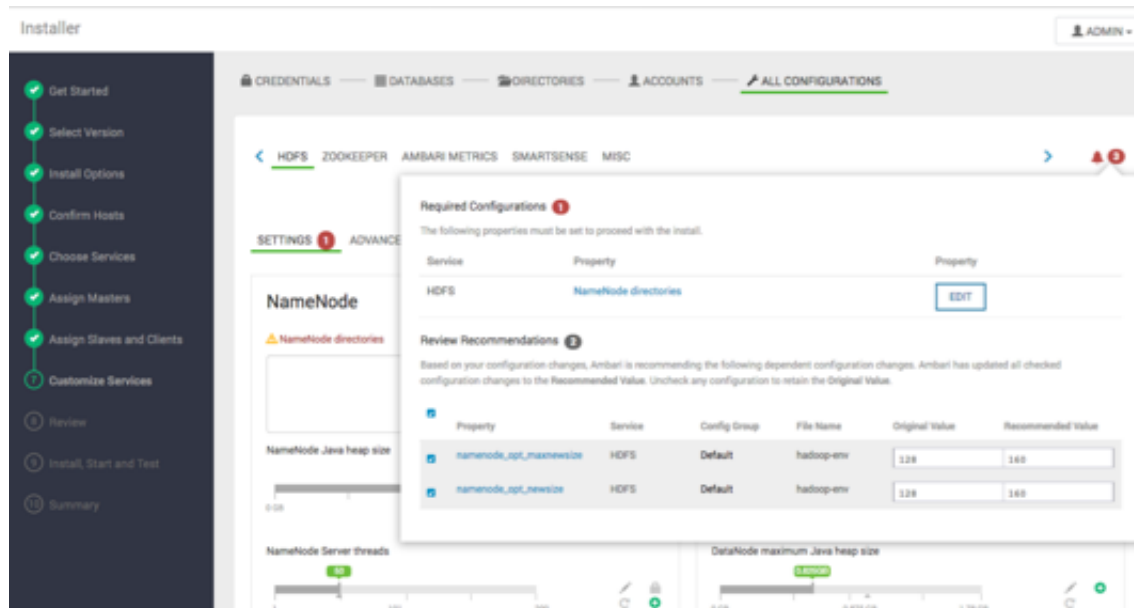 Installer
ADMIN
Get Started
Select Version
Install Options
Confirm Hosts
Choose Services
Assign Masters
Assign Slaves and Clients
7 Customize Services
8 Review
9 Install, Start and Test
10 Summary
CREDENTIALS DATABASES DIRECTORIES ACCOUNTS ALL CONFIGURATIONS
HDFS ZOOKEEPER AMBARI METRICS SMARTSENSE MISC
3
SETTINGS 1 ADVANCE
NameNode
NameNode directories
NameNode Java heap size
0 GB
NameNode Server threads
DataNode maximum Java heap size
Required Configurations 1
The following properties must be set to proceed with the install.
Service Property Property
HDFS NameNode directories EDIT
Review Recommendations 2
Based on your configuration changes, Ambari is recommending the following dependent configuration changes. Ambari has updated all checked
configuration changes to the Recommended Value. Uncheck any configuration to retain the Original Value.
Property Service Config Group File Name Original Value Recommended Value
namenode_opt_maxnewsize HDFS Default hadoop-env 128 160
namenode_opt_newsize HDFS Default hadoop-env 128 160